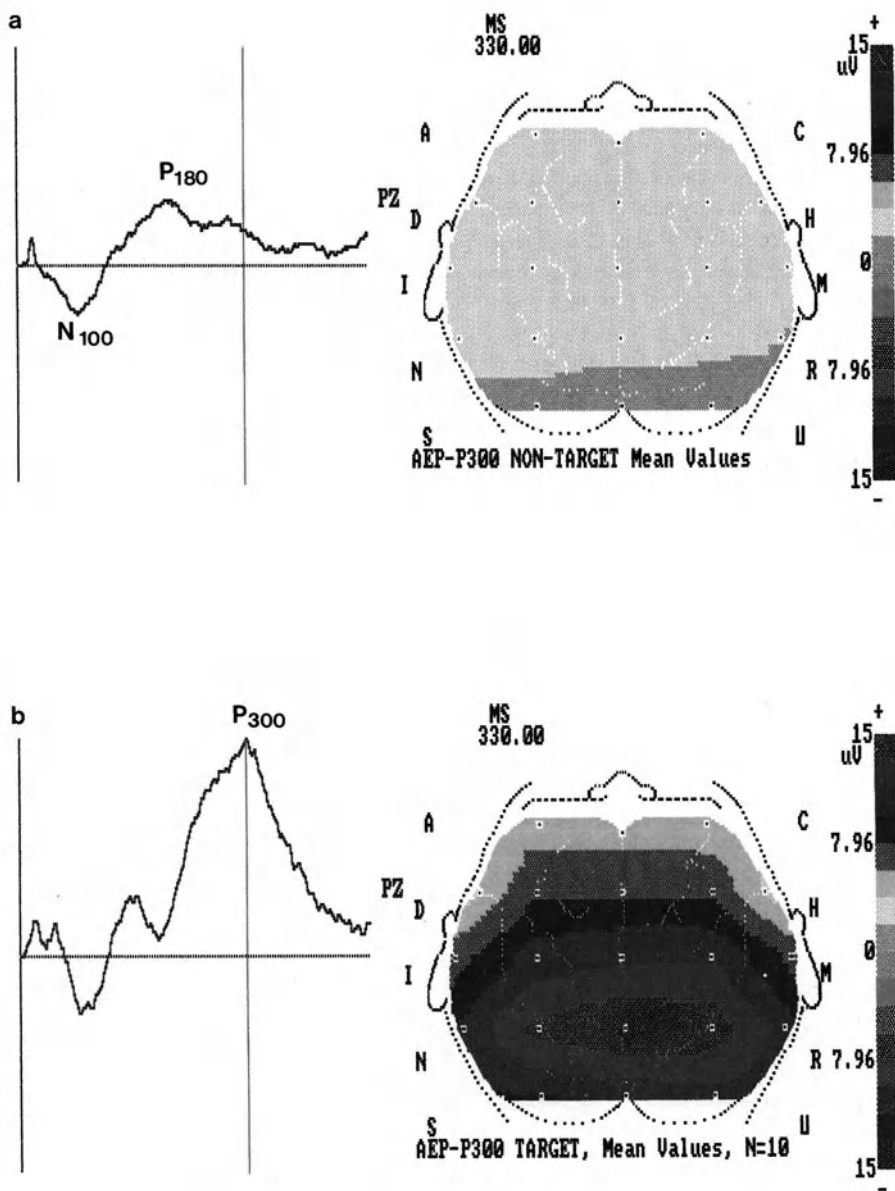 a
MS
330.00
+
15
uV
A
C
7.96
P180
PZ
D
H
0
I
M
N100
N
R 7.96
S
U
AEP-P300 NON-TARGET Mean Values
15
-
b
P300
MS
330.00
+
15
uV
A
C
7.96
PZ
D
H
0
I
M
N
R 7.96
S
U
AEP-P300 TARGET, Mean Values, N=10
15
-